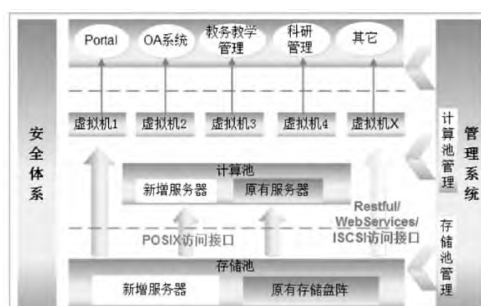 Portal
OA系统
教务教学
管理
科研
管理
其它
虚拟机1
虚拟机2
虚拟机3
虚拟机4
虚拟机X
安全体系
管理系统
计算池管理
存储池管理
计算池
新增服务器
原有服务器
POSIX访问接口
Restful/
WebServices/
ISCSI访问接口
存储池
新增服务器
原有存储盘阵